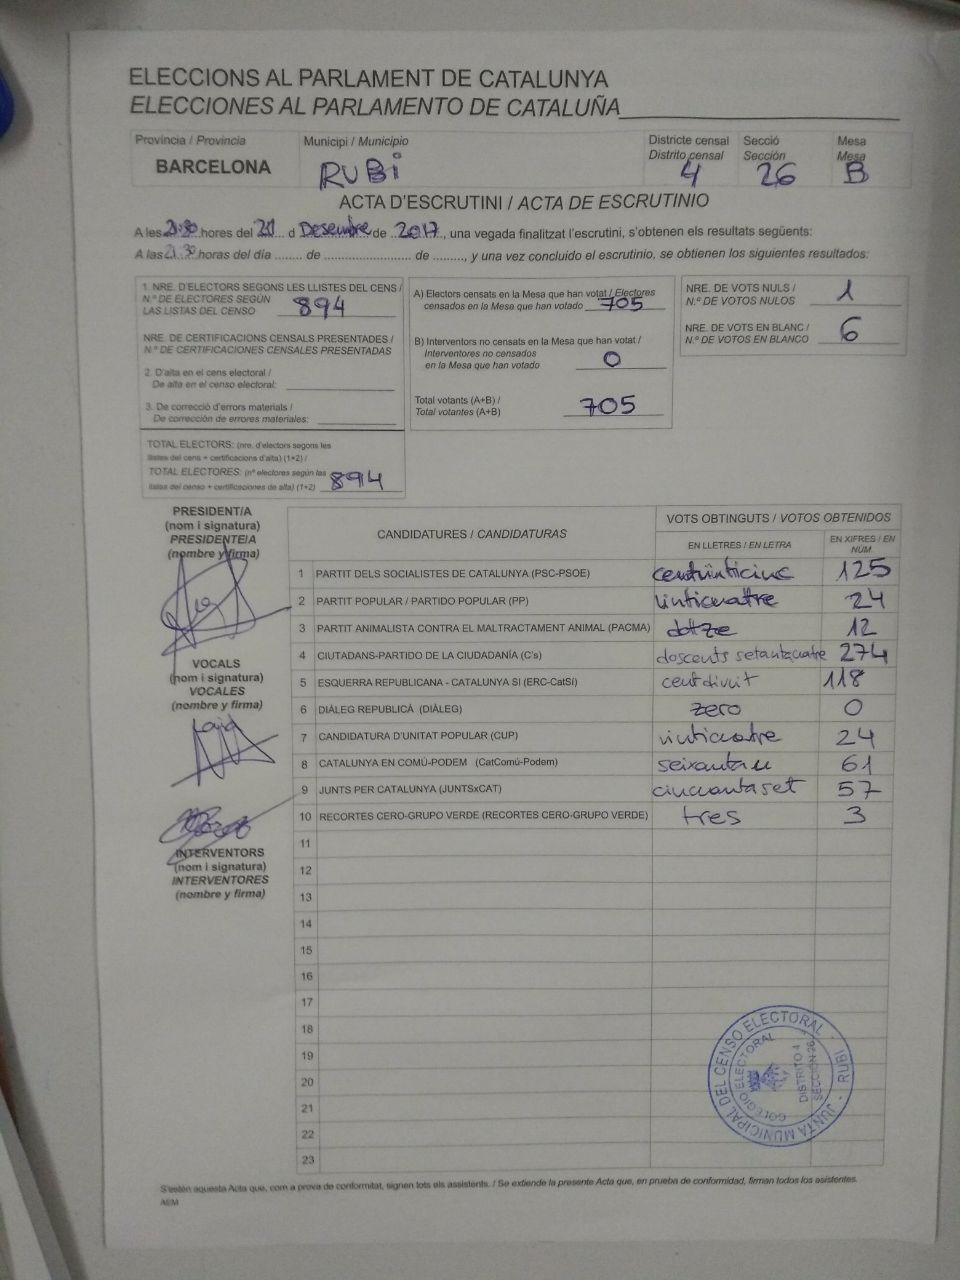 ELECCIONS AL PARLAMENT DE CATALUNYA
ELECCIONES AL PARLAMENTO DE CATALUÑA
Província / Provincia
BARCELONA
Municipi / Municipio
RUBI
Districte censal
Distrito censal
4
Secció
Sección
26
Mesa
Mesa
B
ACTA D'ESCRUTINI / ACTA DE ESCRUTINIO
A les 21:30 hores del 21 d Desembre de 2017, una vegada finalitzat l'escrutini, s'obtenen els resultats següents:
A las 21:30 horas del día ........ de ........................ de ........, y una vez concluido el escrutinio, se obtienen los siguientes resultados:
1. NRE. D'ELECTORS SEGONS LES LLISTES DEL CENS /
N.º DE ELECTORES SEGÚN
LAS LISTAS DEL CENSO 894
NRE. DE CERTIFICACIONS CENSALS PRESENTADES /
N.º DE CERTIFICACIONES CENSALES PRESENTADAS
2. D'alta en el cens electoral /
De alta en el censo electoral:
3. De correcció d'errors materials /
De corrección de errores materiales:
TOTAL ELECTORS: (nre. d'electors segons les
llistes del cens + certificacions d'alta) (1+2) /
TOTAL ELECTORES: (nº electores según las
listas del censo + certificaciones de alta) (1+2) 894
A) Electors censats en la Mesa que han votat / Electores
censados en la Mesa que han votado 705
B) Interventors no censats en la Mesa que han votat /
Interventores no censados
en la Mesa que han votado 0
Total votants (A+B) /
Total votantes (A+B) 705
NRE. DE VOTS NULS /
N.º DE VOTOS NULOS 1
NRE. DE VOTS EN BLANC /
N.º DE VOTOS EN BLANCO 6
PRESIDENT/A
(nom i signatura)
PRESIDENTE/A
(nombre y firma)
VOCALS
(nom i signatura)
VOCALES
(nombre y firma)
INTERVENTORS
(nom i signatura)
INTERVENTORES
(nombre y firma)
CANDIDATURES / CANDIDATURAS
VOTS OBTINGUTS / VOTOS OBTENIDOS
EN LLETRES / EN LETRA
EN XIFRES / EN NÚM.
1 PARTIT DELS SOCIALISTES DE CATALUNYA (PSC-PSOE) centvinticinc 125
2 PARTIT POPULAR / PARTIDO POPULAR (PP) vinticuattre 24
3 PARTIT ANIMALISTA CONTRA EL MALTRACTAMENT ANIMAL (PACMA) dotze 12
4 CIUTADANS-PARTIDO DE LA CIUDADANÍA (C's) doscents setantaquatre 274
5 ESQUERRA REPUBLICANA - CATALUNYA SI (ERC-CatSí) cent divuit 118
6 DIÀLEG REPUBLICÀ (DIÀLEG) zero 0
7 CANDIDATURA D'UNITAT POPULAR (CUP) vinticuatre 24
8 CATALUNYA EN COMÚ-PODEM (CatComú-Podem) seixanta u 61
9 JUNTS PER CATALUNYA (JUNTSxCAT) cincuanta set 57
10 RECORTES CERO-GRUPO VERDE (RECORTES CERO-GRUPO VERDE) tres 3
11
12
13
14
15
16
17
18
19
20
21
22
23
JUNTA MUNICIPAL DEL CENSO ELECTORAL - RUBI
COLEGIO ELECTORAL
DISTRITO 4
SECCION 26
S'estén aquesta Acta que, com a prova de conformitat, signen tots els assistents. / Se extiende la presente Acta que, en prueba de conformidad, firman todos los asistentes.
AEM